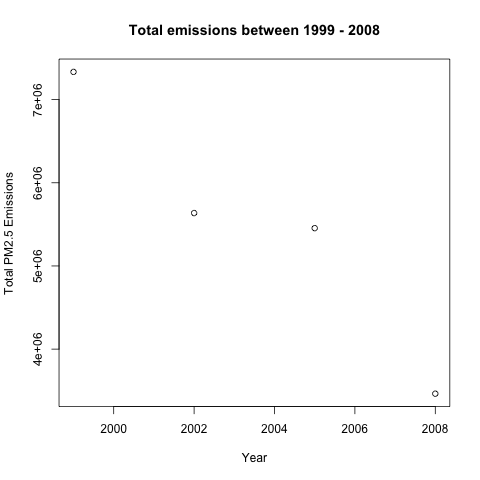 Total emissions between 1999 - 2008
Total PM2.5 Emissions
7e+06
6e+06
5e+06
4e+06
2000 2002 2004 2006 2008
Year